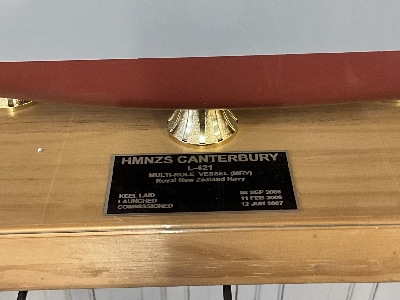 HMNZS CANTERBURY
L-421
MULTI-ROLE VESSEL (MRV)
Royal New Zealand Navy
KEEL LAID 06 SEP 2005
LAUNCHED 11 FEB 2006
COMMISSIONED 12 JUN 2007